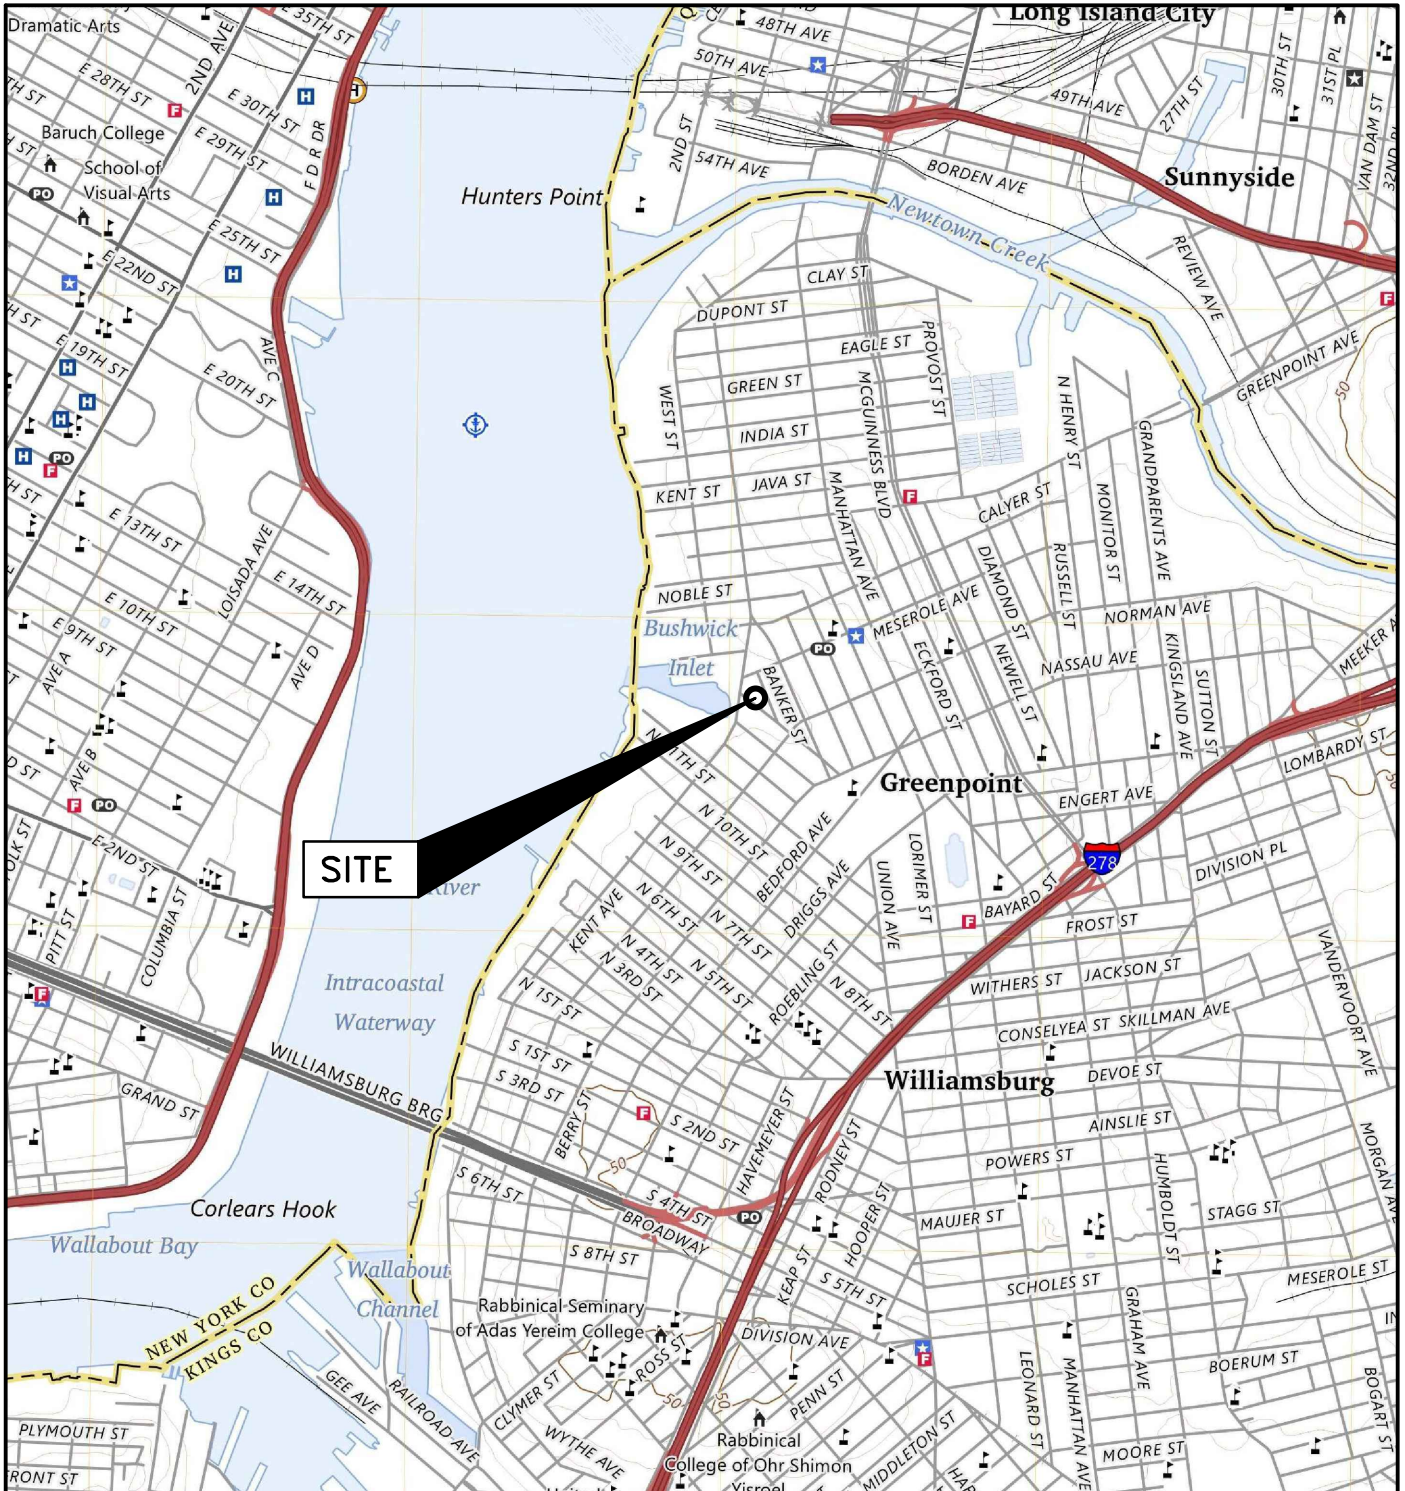 Long Island City
Dramatic Arts
E 35TH ST
48TH AVE
2ND AVE
50TH AVE
30TH ST
31ST PL
E 28TH ST
E 30TH ST
49TH AVE
27TH ST
VAN DAM ST
Baruch College
E 29TH ST
F D R DR
2ND ST
54TH AVE
School of
Visual Arts
PO
BORDEN AVE
Sunnyside
Hunters Point
Newtown Creek
E 25TH ST
E 22ND ST
REVIEW AVE
CLAY ST
DUPONT ST
E 19TH ST
AVE C
EAGLE ST
PROVOST ST
GREENPOINT AVE
E 20TH ST
GREEN ST
WEST ST
MCGUINNESS BLVD
N HENRY ST
50
INDIA ST
GRANDPARENTS AVE
PO
KENT ST
JAVA ST
MANHATTAN AVE
CALYER ST
MONITOR ST
E 13TH ST
LOISADA AVE
E 14TH ST
DIAMOND ST
RUSSELL ST
NOBLE ST
MESEROLE AVE
NORMAN AVE
E 10TH ST
E 9TH ST
Bushwick
Inlet
PO
ECKFORD ST
NEWELL ST
NASSAU AVE
KINGSLAND AVE
SUTTON ST
AVE A
AVE D
BANKER ST
LOMBARDY ST
AVE B
PO
Greenpoint
ENGERT AVE
N 10TH ST
BEDFORD AVE
E 2ND ST
SITE
River
N 9TH ST
DRIGGS AVE
UNION AVE
LORIMER ST
BAYARD ST
278
DIVISION PL
PITT ST
COLUMBIA ST
KENT AVE
N 6TH ST
N 7TH ST
FROST ST
N 4TH ST
N 3RD ST
N 5TH ST
ROEBLING ST
N 8TH ST
WITHERS ST
JACKSON ST
VANDERVOORT AVE
Intracoastal
Waterway
N 1ST ST
CONSELYEA ST
SKILLMAN AVE
S 1ST ST
WILLIAMSBURG BRG
Williamsburg
DEVOE ST
GRAND ST
S 3RD ST
BERRY ST
S 2ND ST
HAVEMEYER ST
RODNEY ST
AINSLIE ST
50
POWERS ST
S 6TH ST
S 4TH ST
HOOPER ST
HUMBOLDT ST
Corlears Hook
BROADWAY
PO
MAUJER ST
STAGG ST
Wallabout Bay
S 8TH ST
KEAP ST
S 5TH ST
Wallabout
Channel
SCHOLES ST
MESEROLE ST
NEW YORK CO
KINGS CO
Rabbinical Seminary
of Adas Yereim College
DIVISION AVE
GRAHAM AVE
ROSS ST
BOERUM ST
GEE AVE
RAILROAD AVE
CLYMER ST
50
50
PENN ST
LEONARD ST
MANHATTAN AVE
BOGART ST
PLYMOUTH ST
WYTHE AVE
Rabbinical
College of Ohr Shimon
Yisroel
MIDDLETON ST
MOORE ST